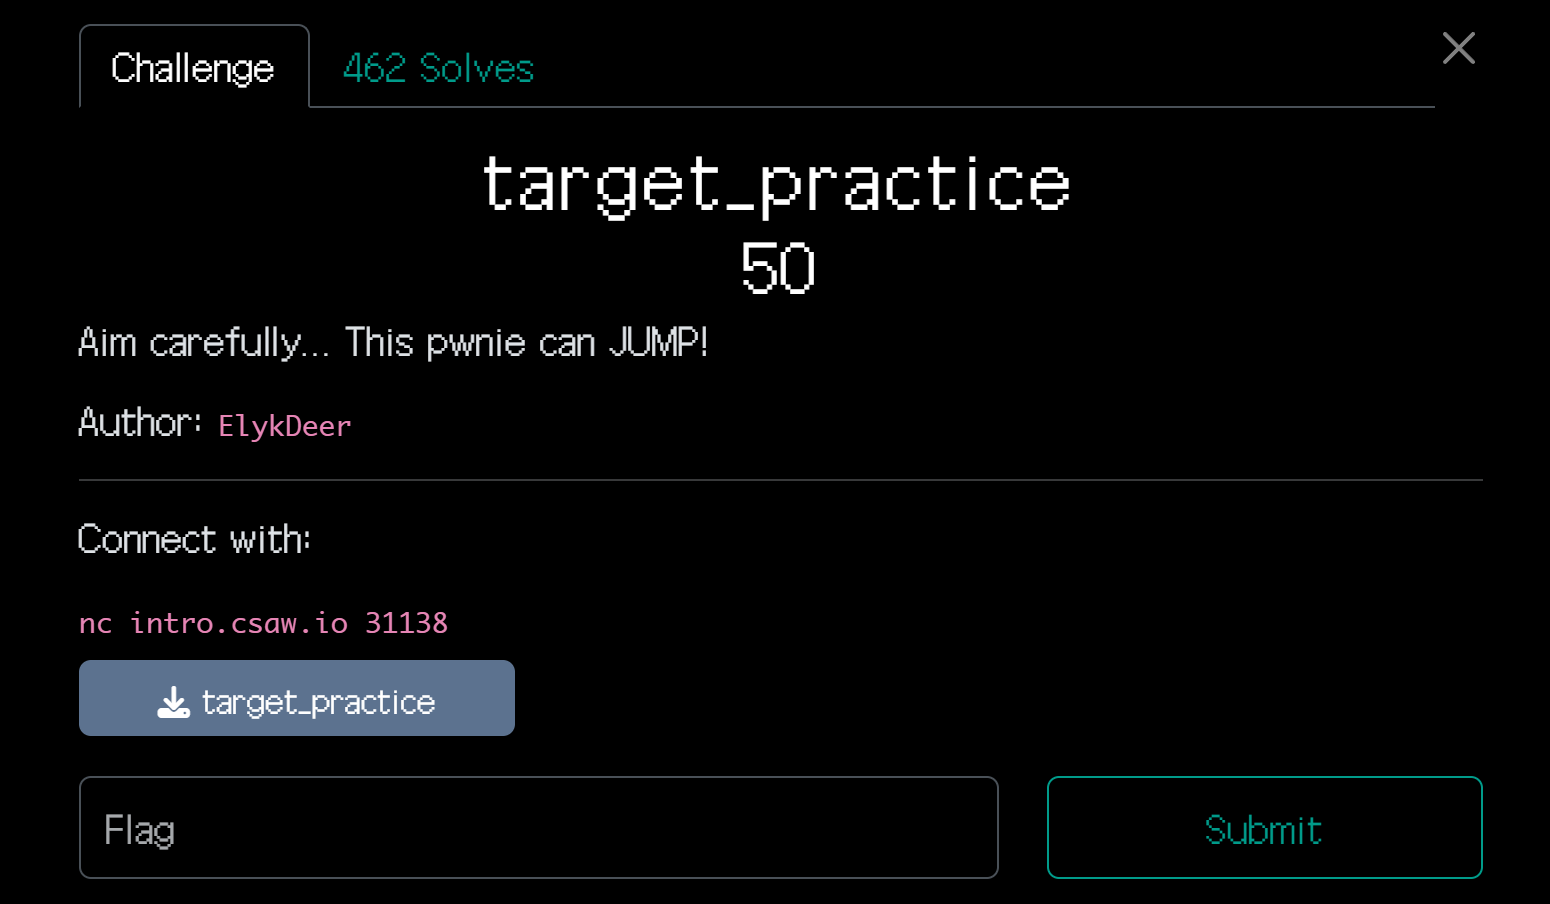 Challenge
462 Solves
target_practice
50
Aim carefully... This pwnie can JUMP!
Author: ElykDeer
Connect with:
nc intro.csaw.io 31138
target_practice
Flag
Submit